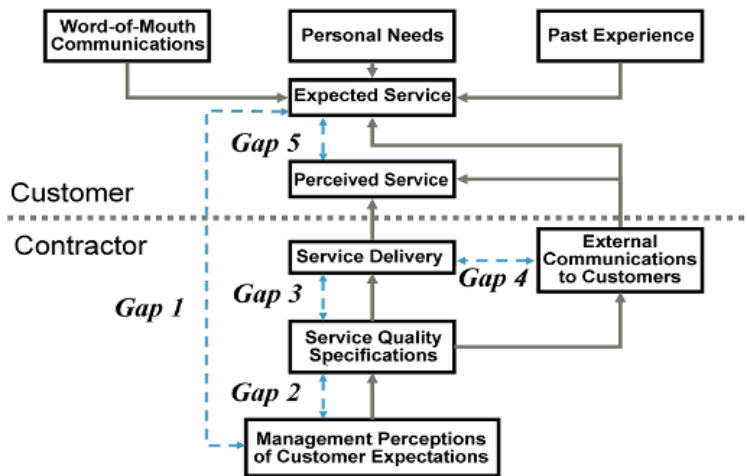 Word-of-Mouth
Communications
Personal Needs
Past Experience
Expected Service
Gap 5
Perceived Service
Customer
Contractor
Service Delivery
External
Communications
to Customers
Gap 4
Gap 3
Gap 1
Service Quality
Specifications
Gap 2
Management Perceptions
of Customer Expectations